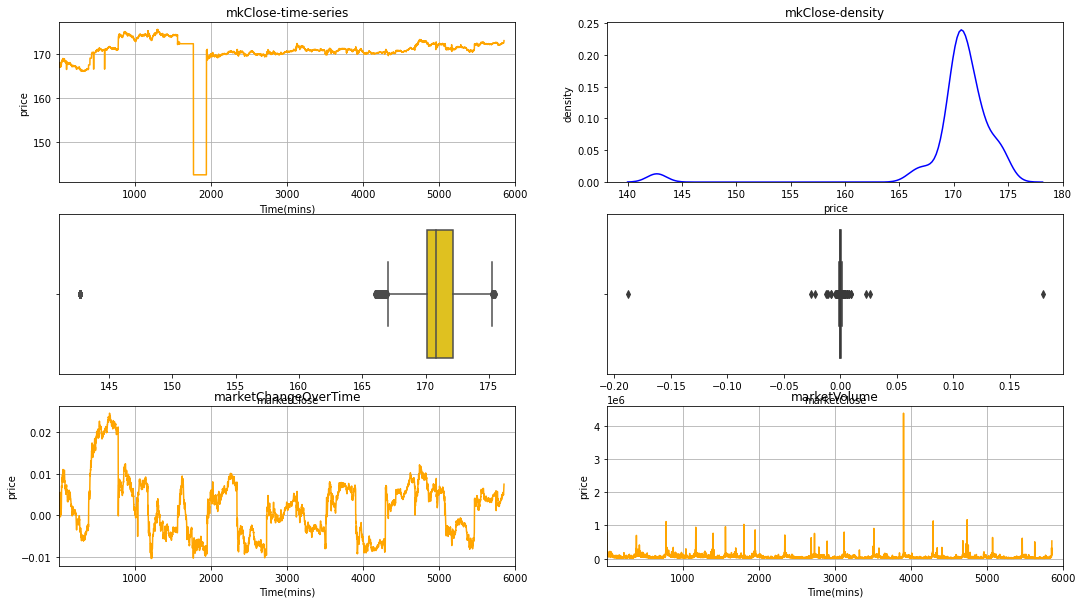 mkClose-time-series
price
170
160
150
1000 2000 3000 4000 5000 6000
Time(mins)
mkClose-density
density
0.25
0.20
0.15
0.10
0.05
0.00
140 145 150 155 160 165 170 175 180
price
145 150 155 160 165 170 175
marketClose
−0.20 −0.15 −0.10 −0.05 0.00 0.05 0.10 0.15
marketClose
marketChangeOverTime
price
0.02
0.01
0.00
−0.01
1000 2000 3000 4000 5000 6000
Time(mins)
marketVolume
1e6
price
4
3
2
1
0
1000 2000 3000 4000 5000 6000
Time(mins)